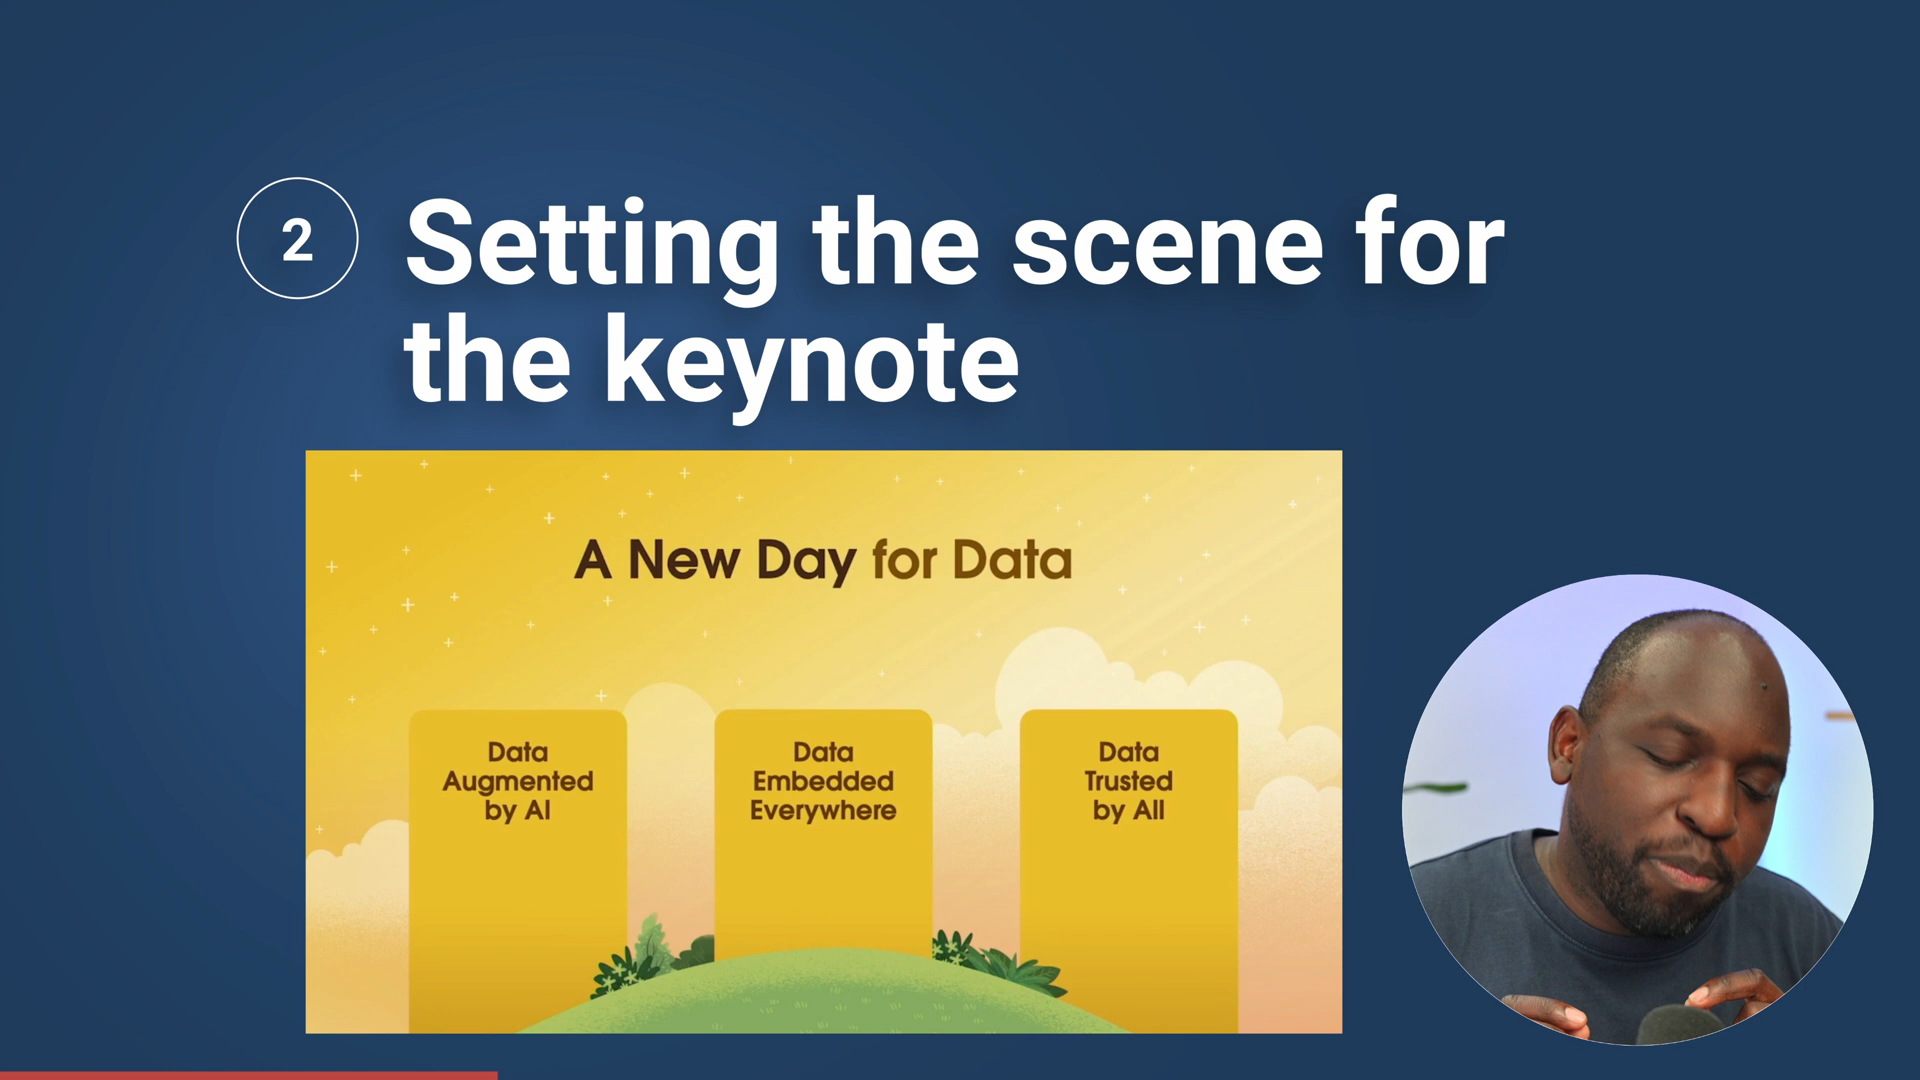 2
Setting the scene for
the keynote
A New Day for Data
Data
Augmented
by AI
Data
Embedded
Everywhere
Data
Trusted
by All